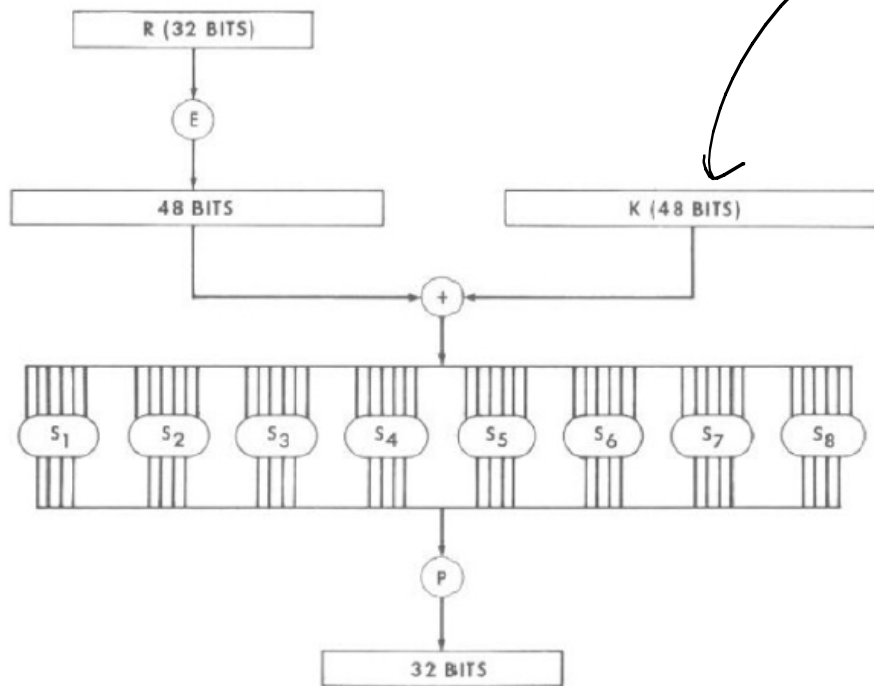 R (32 BITS)
E
48 BITS
K (48 BITS)
+
S1 S2 S3 S4 S5 S6 S7 S8
P
32 BITS